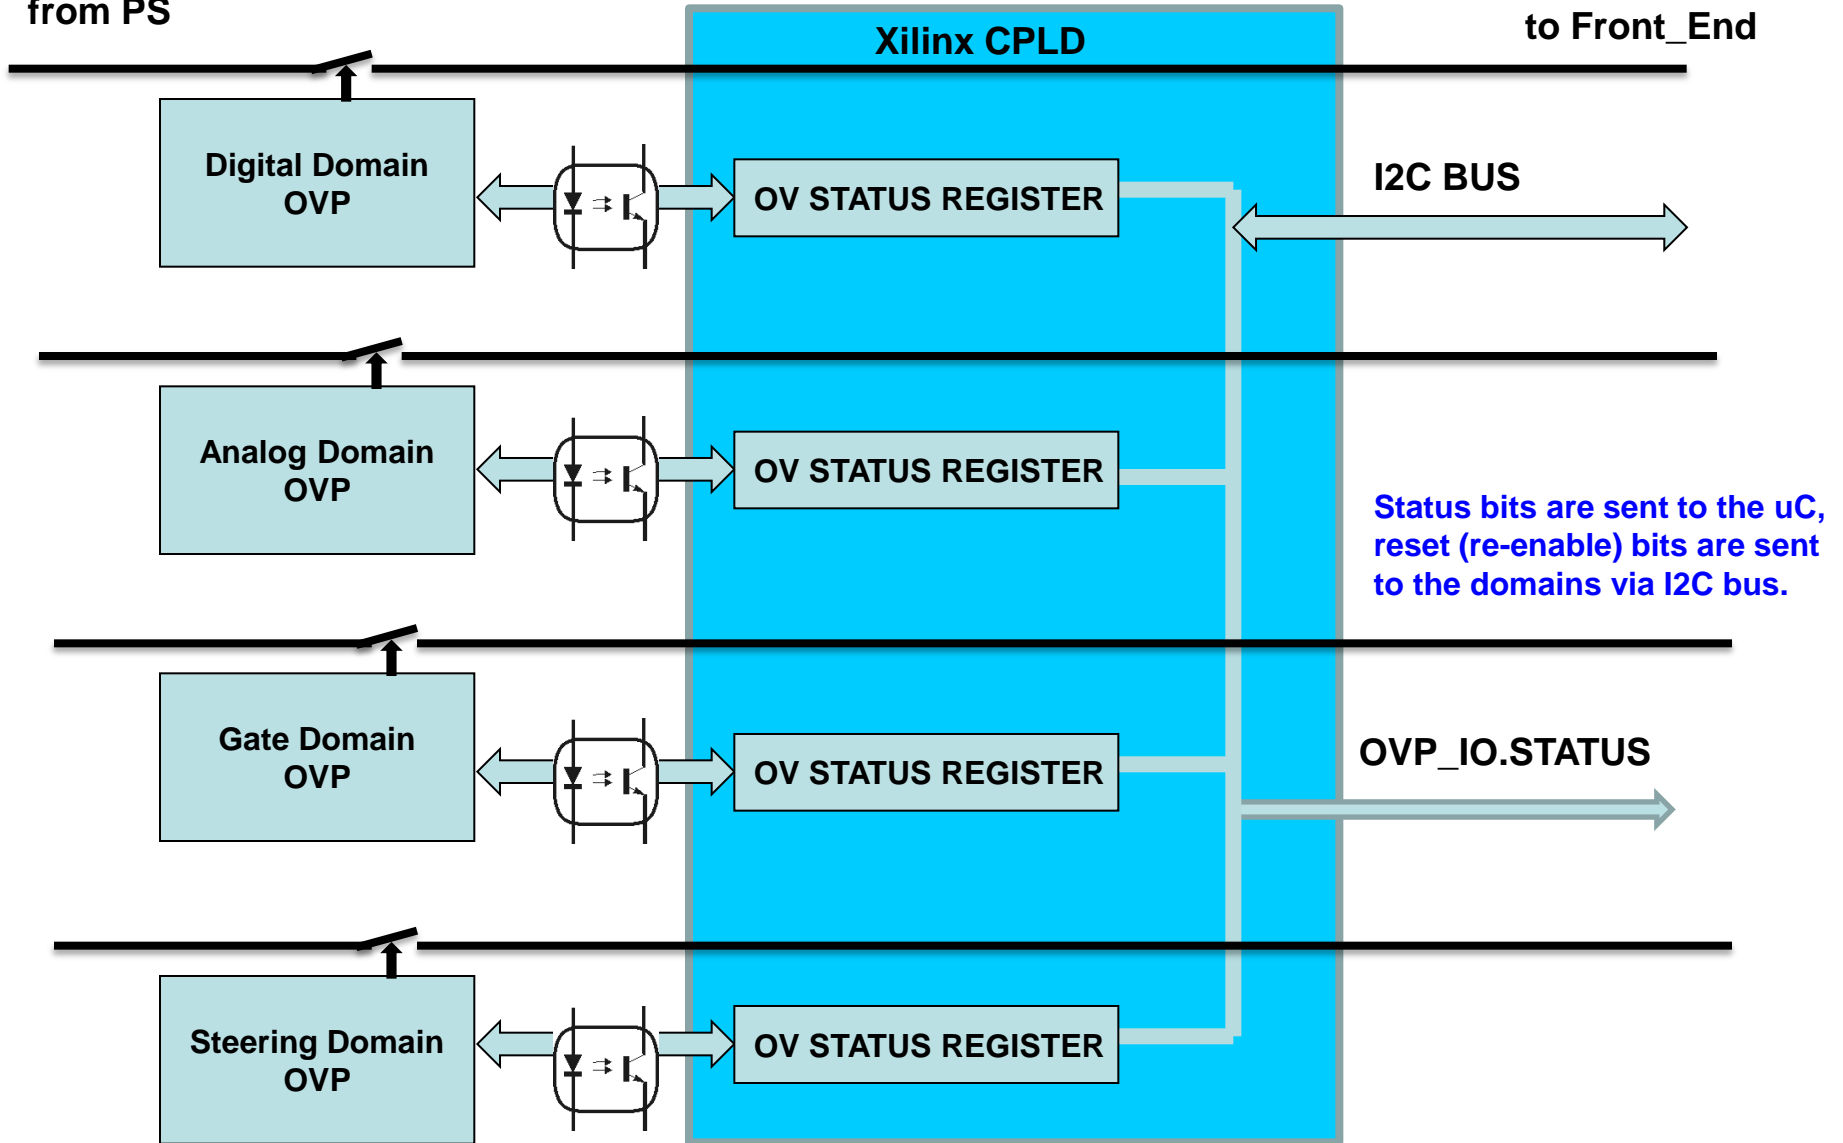 from PS
Xilinx CPLD
to Front_End
Digital Domain
OVP
OV STATUS REGISTER
I2C BUS
Analog Domain
OVP
OV STATUS REGISTER
Status bits are sent to the uC,
reset (re-enable) bits are sent
to the domains via I2C bus.
Gate Domain
OVP
OV STATUS REGISTER
OVP_IO.STATUS
Steering Domain
OVP
OV STATUS REGISTER